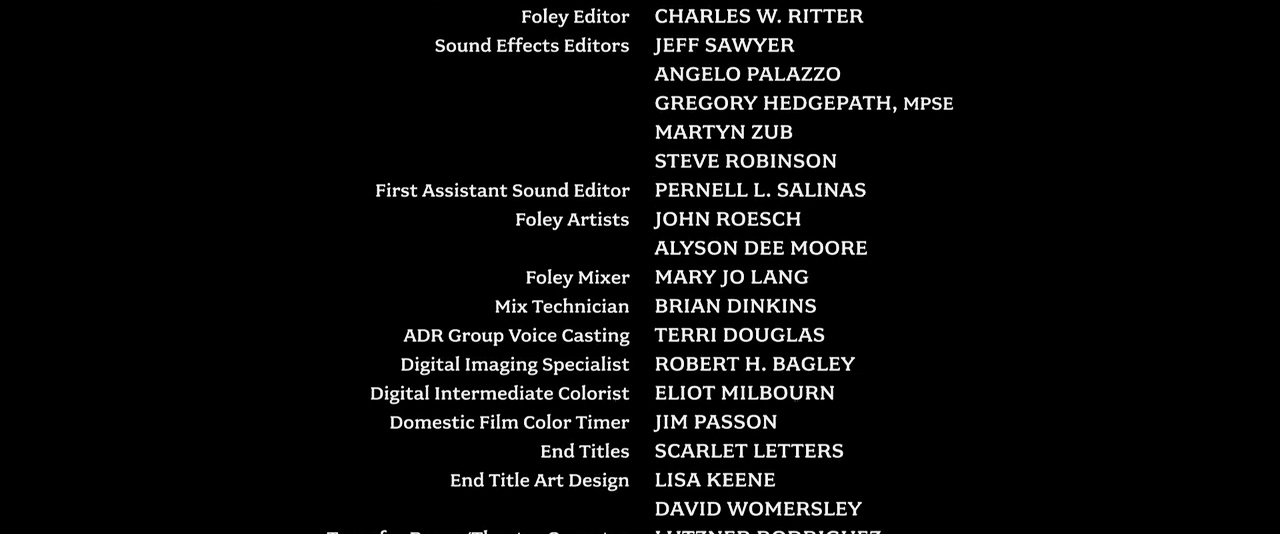 Foley Editor CHARLES W. RITTER
Sound Effects Editors JEFF SAWYER
ANGELO PALAZZO
GREGORY HEDGEPATH, MPSE
MARTYN ZUB
STEVE ROBINSON
First Assistant Sound Editor PERNELL L. SALINAS
Foley Artists JOHN ROESCH
ALYSON DEE MOORE
Foley Mixer MARY JO LANG
Mix Technician BRIAN DINKINS
ADR Group Voice Casting TERRI DOUGLAS
Digital Imaging Specialist ROBERT H. BAGLEY
Digital Intermediate Colorist ELIOT MILBOURN
Domestic Film Color Timer JIM PASSON
End Titles SCARLET LETTERS
End Title Art Design LISA KEENE
DAVID WOMERSLEY